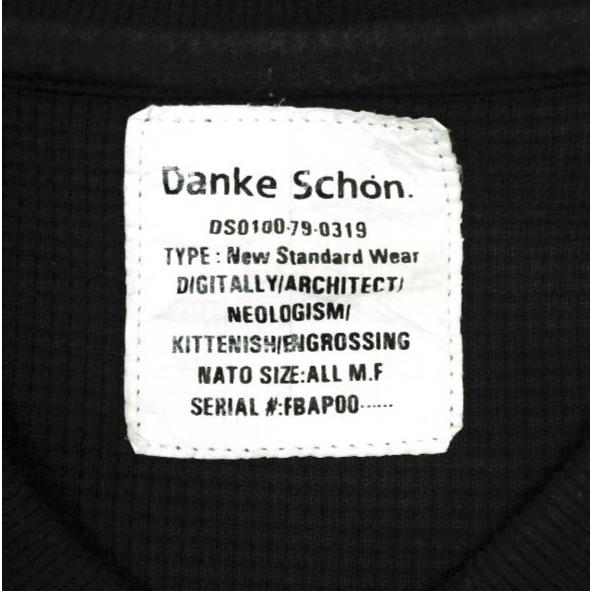 Danke Schön.
DS0100-79-0319
TYPE : New Standard Wear
DIGITALLY/ARCHITECT/
NEOLOGISM/
KITTENISH/ENGROSSING
NATO SIZE:ALL M.F
SERIAL #:FBAP00······